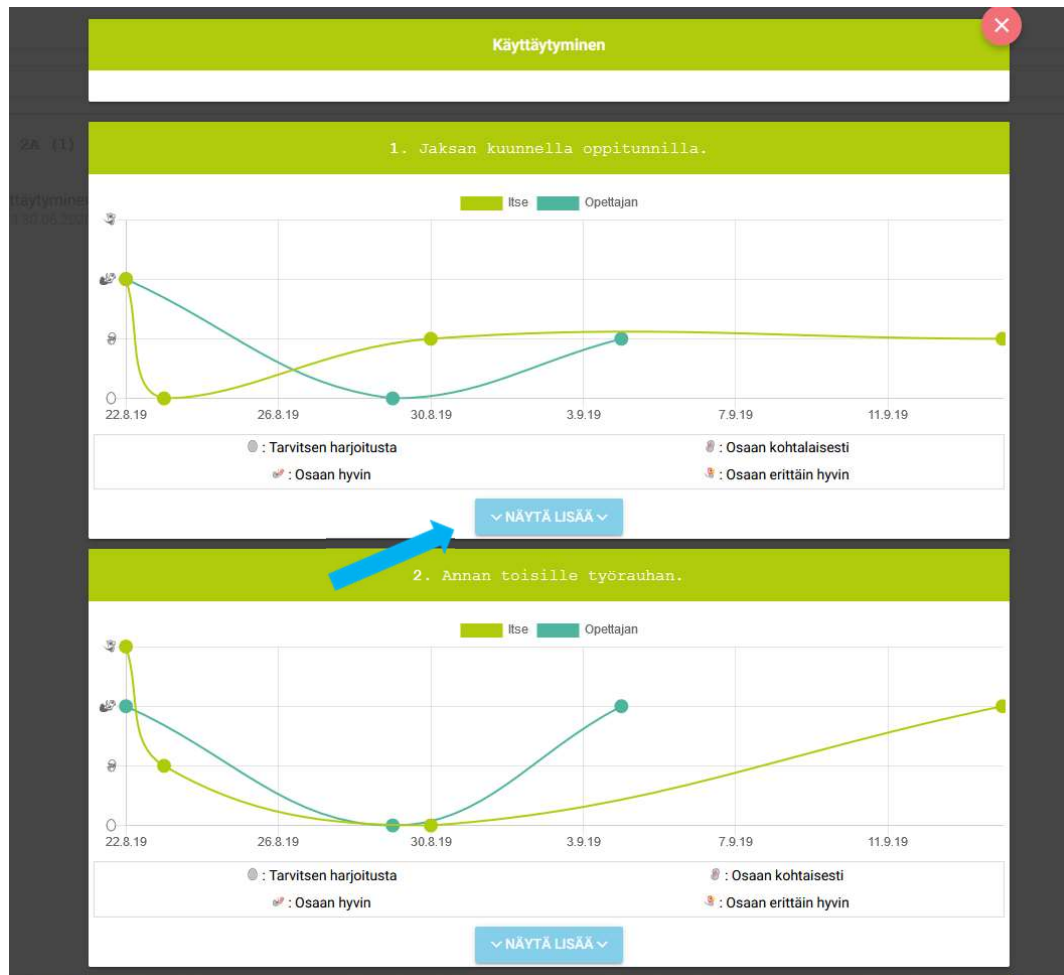 Käyttäytyminen
2A (1)
1. Jaksan kuunnella oppitunnilla.
Itse Opettajan
22.8.19 26.8.19 30.8.19 3.9.19 7.9.19 11.9.19
: Tarvitsen harjoitusta : Osaan kohtalaisesti
: Osaan hyvin : Osaan erittäin hyvin
NÄYTÄ LISÄÄ
2. Annan toisille työrauhan.
Itse Opettajan
22.8.19 26.8.19 30.8.19 3.9.19 7.9.19 11.9.19
: Tarvitsen harjoitusta : Osaan kohtaisesti
: Osaan hyvin : Osaan erittäin hyvin
NÄYTÄ LISÄÄ